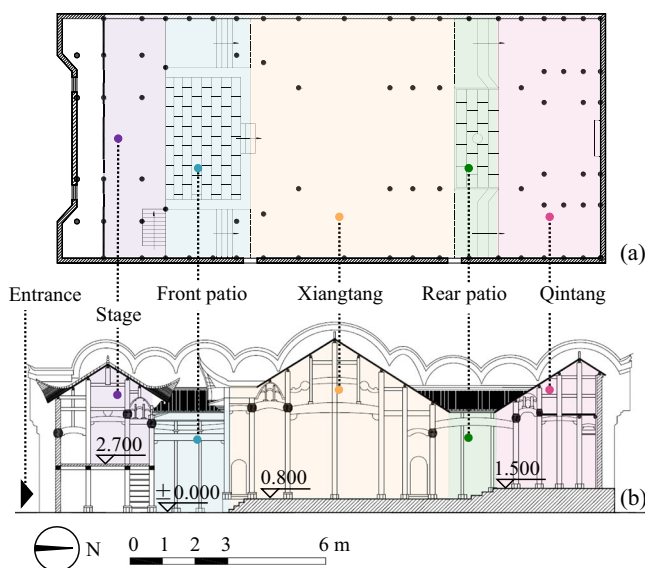 (a)
Entrance
Stage
Front patio
Xiangtang
Rear patio
Qintang
2.700
±0.000
0.800
1.500
(b)
N
0 1 2 3 6 m